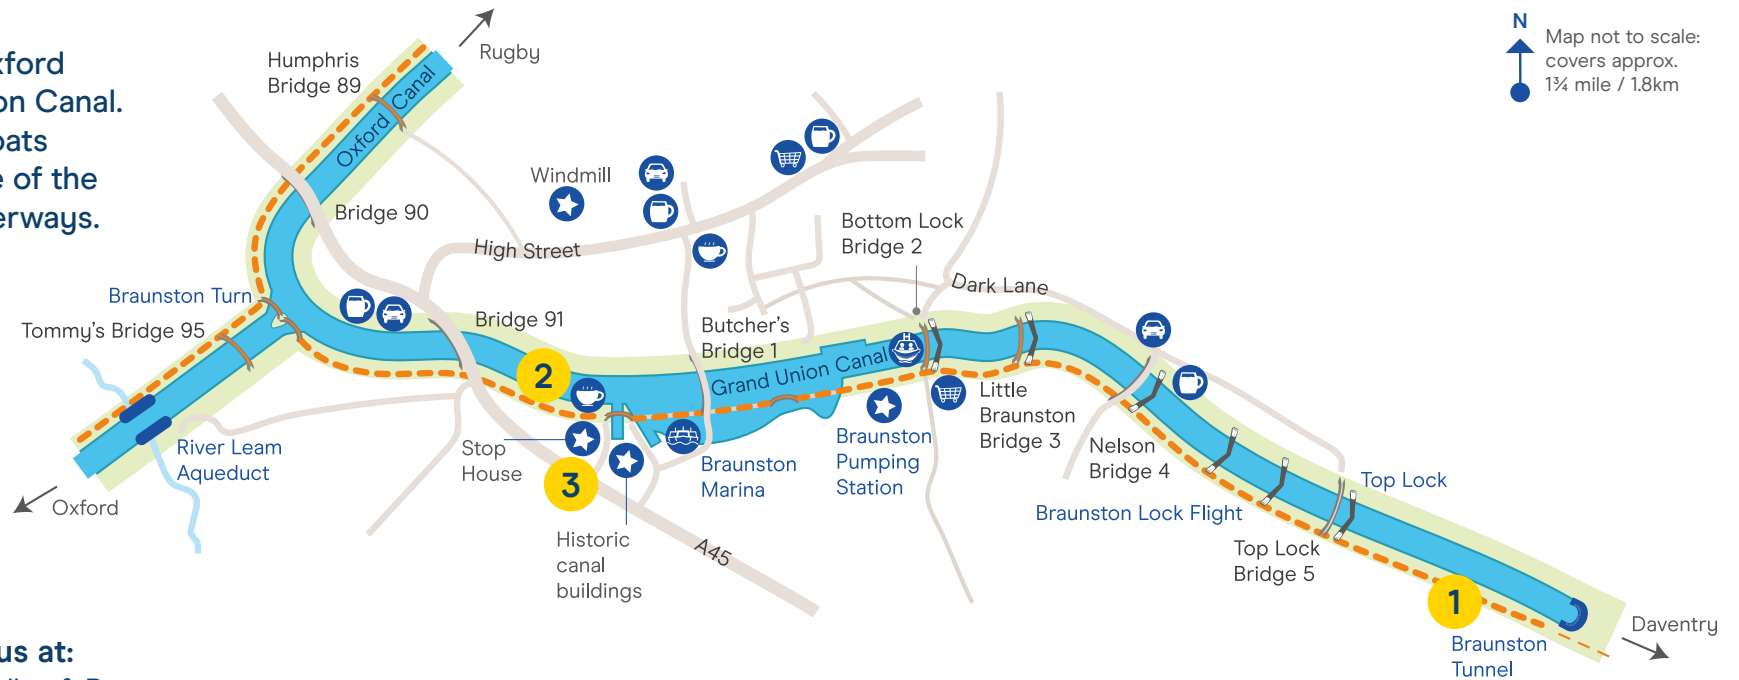 xford
on Canal.
oats
e of the
erways.
Humphris
Bridge 89
Rugby
Oxford Canal
N
Map not to scale:
covers approx.
1¾ mile / 1.8km
Windmill
Bridge 90
High Street
Bottom Lock
Bridge 2
Dark Lane
Braunston Turn
Tommy's Bridge 95
Bridge 91
Butcher's
Bridge 1
Grand Union Canal
2
Little
Braunston
Bridge 3
Nelson
Bridge 4
River Leam
Aqueduct
Stop
House
3
Braunston
Marina
Braunston
Pumping
Station
Top Lock
Braunston Lock Flight
Oxford
Historic
canal
buildings
A45
Top Lock
Bridge 5
1
Braunston
Tunnel
Daventry
us at: